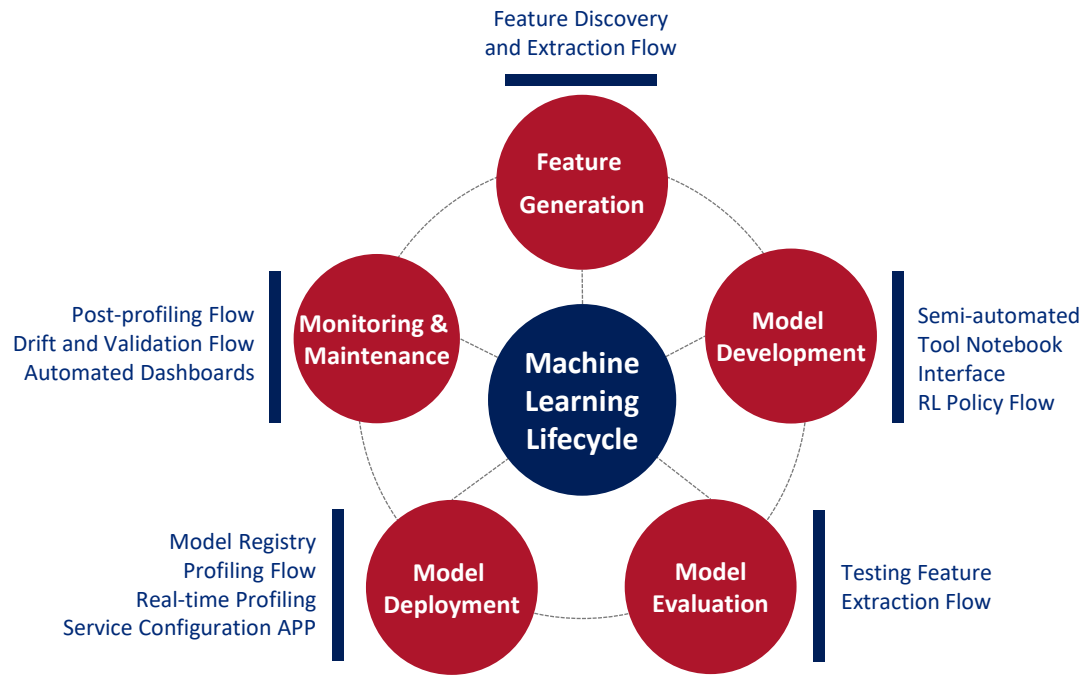 Feature Discovery
and Extraction Flow
Feature
Generation
Model
Development
Semi-automated
Tool Notebook
Interface
RL Policy Flow
Model
Evaluation
Testing Feature
Extraction Flow
Model
Deployment
Model Registry
Profiling Flow
Real-time Profiling
Service Configuration APP
Monitoring &
Maintenance
Post-profiling Flow
Drift and Validation Flow
Automated Dashboards
Machine
Learning
Lifecycle